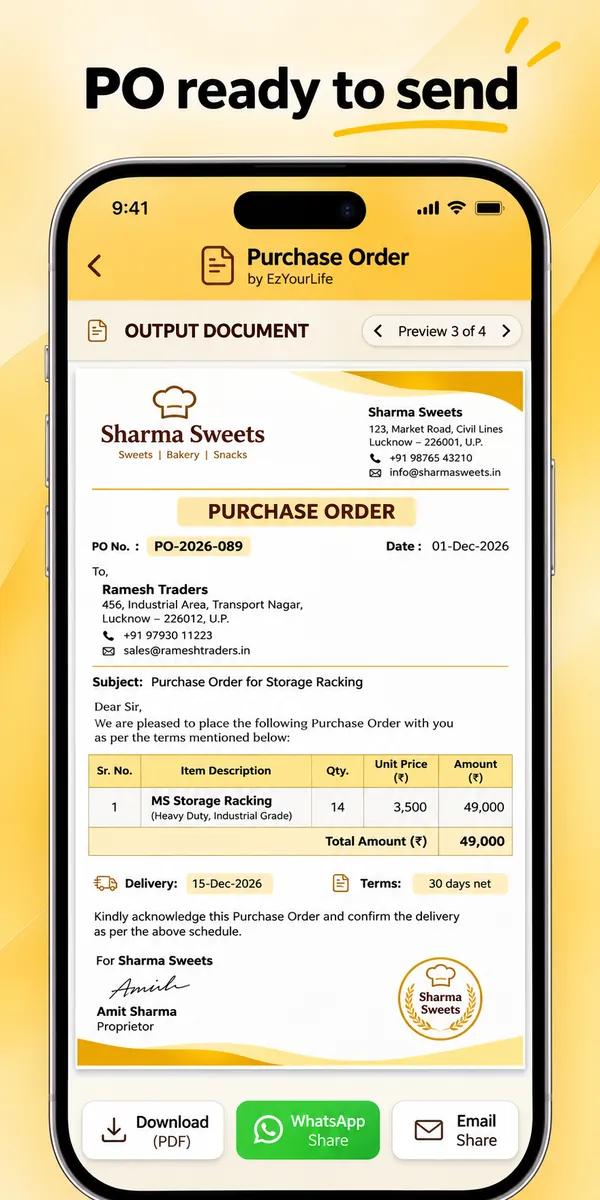 PO ready to send
9:41
Purchase Order
by EzYourLife
OUTPUT DOCUMENT
Preview 3 of 4
Sharma Sweets
Sweets | Bakery | Snacks
Sharma Sweets
123, Market Road, Civil Lines
Lucknow – 226001, U.P.
+91 98765 43210
info@sharmasweets.in
PURCHASE ORDER
PO No. : PO-2026-089
Date : 01-Dec-2026
To,
Ramesh Traders
456, Industrial Area, Transport Nagar,
Lucknow – 226012, U.P.
+91 97930 11223
sales@rameshtraders.in
Subject: Purchase Order for Storage Racking
Dear Sir,
We are pleased to place the following Purchase Order with you
as per the terms mentioned below:
Sr. No. Item Description Qty. Unit Price (₹) Amount (₹)
1 MS Storage Racking 14 3,500 49,000
(Heavy Duty, Industrial Grade)
Total Amount (₹) 49,000
Delivery: 15-Dec-2026 Terms: 30 days net
Kindly acknowledge this Purchase Order and confirm the delivery
as per the above schedule.
For Sharma Sweets
Amit Sharma
Proprietor
Sharma
Sweets
Download
(PDF)
WhatsApp
Share
Email
Share